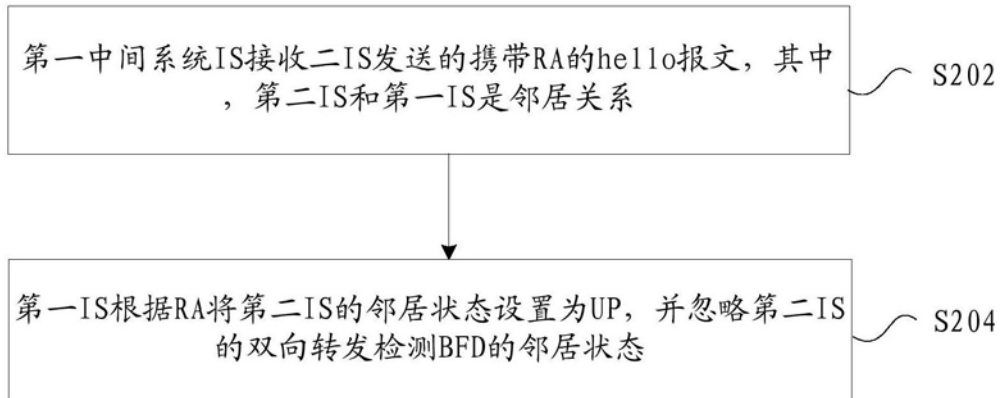 第一中间系统IS接收二IS发送的携带RA的hello报文，其中
，第二IS和第一IS是邻居关系
S202
第一IS根据RA将第二IS的邻居状态设置为UP，并忽略第二IS
的双向转发检测BFD的邻居状态
S204